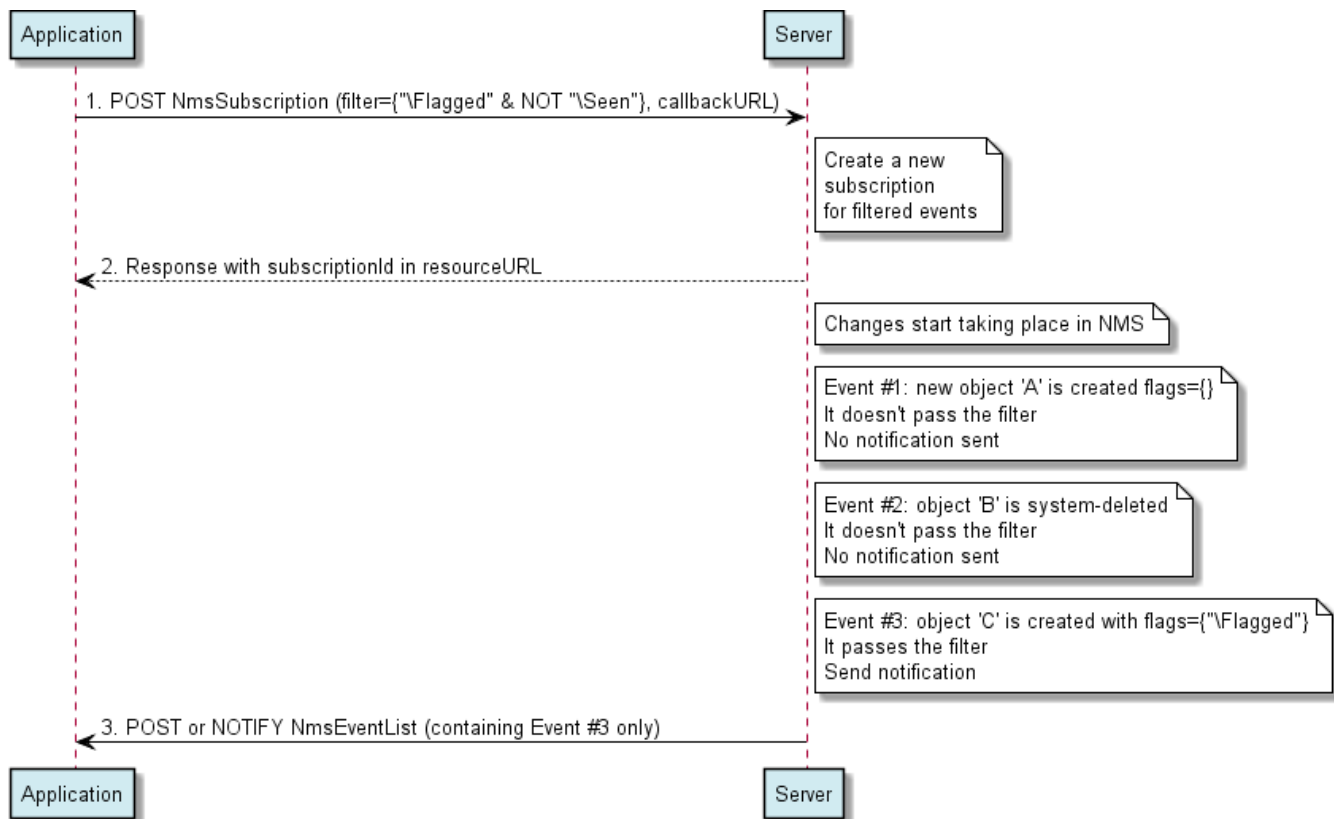 Application
Server
1. POST NmsSubscription (filter={"\Flagged" & NOT "\Seen"}, callbackURL)
Create a new
subscription
for filtered events
2. Response with subscriptionId in resourceURL
Changes start taking place in NMS
Event #1: new object 'A' is created flags={}
It doesn't pass the filter
No notification sent
Event #2: object 'B' is system-deleted
It doesn't pass the filter
No notification sent
Event #3: object 'C' is created with flags={"\Flagged"}
It passes the filter
Send notification
3. POST or NOTIFY NmsEventList (containing Event #3 only)
Application
Server